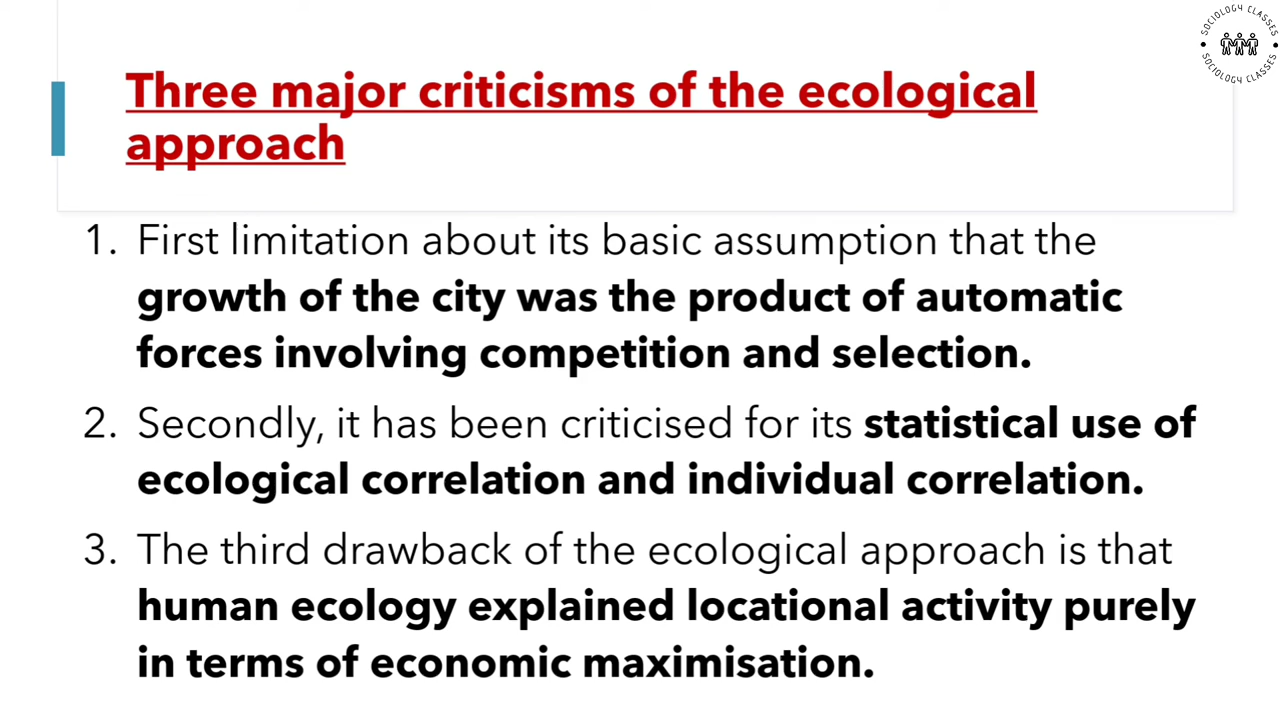 SOCIOLOGY CLASSES
SOCIOLOGY CLASSES
Three major criticisms of the ecological
approach
1. First limitation about its basic assumption that the
growth of the city was the product of automatic
forces involving competition and selection.
2. Secondly, it has been criticised for its statistical use of
ecological correlation and individual correlation.
3. The third drawback of the ecological approach is that
human ecology explained locational activity purely
in terms of economic maximisation.